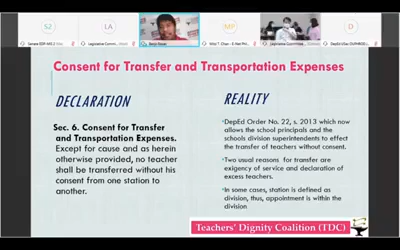 S2
LA
MP
D
Consent for Transfer and Transportation Expenses
DECLARATION
Sec. 6. Consent for Transfer
and Transportation Expenses.
Except for cause and as herein
otherwise provided, no teacher
shall be transferred without his
consent from one station to
another.
REALITY
DepEd Order No. 22, s. 2013 which now
allows the school principals and the
schools division superintendents to effect
the transfer of teachers without consent.
Two usual reasons for transfer are
exigency of service and declaration of
excess teachers.
In some cases, station is defined as
division, thus, appointment is within the
division
Teachers' Dignity Coalition (TDC)